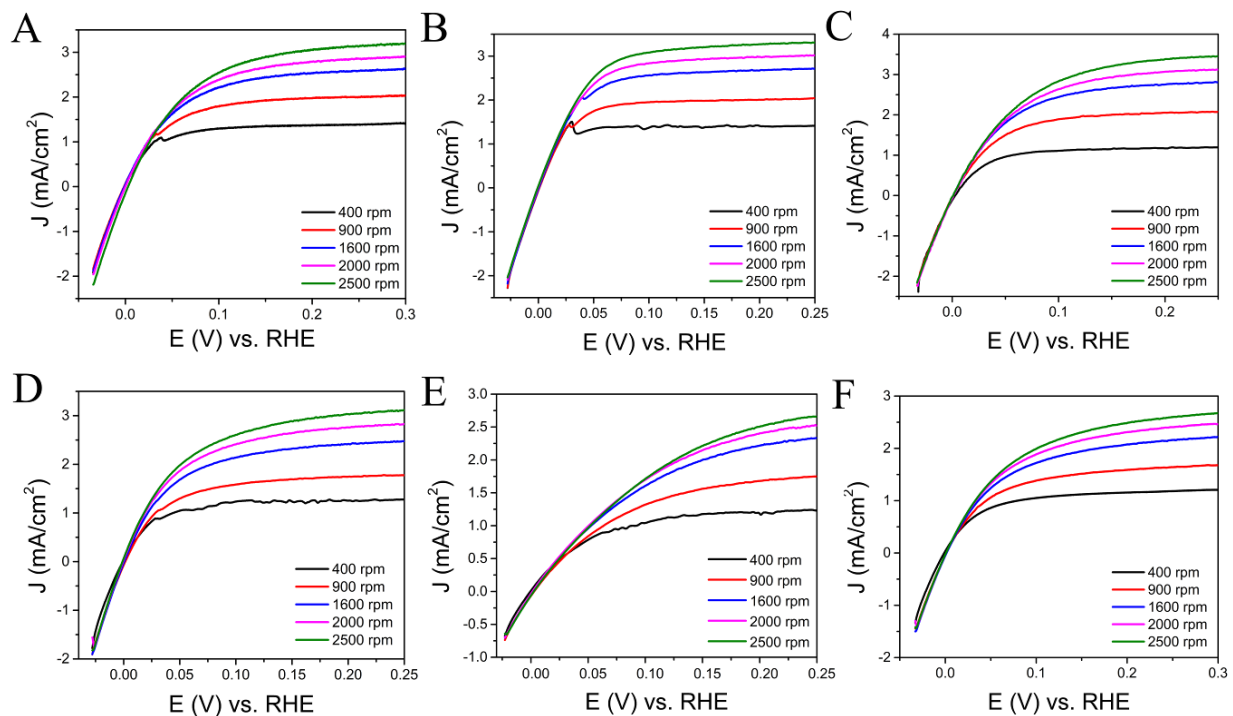 A
J (mA/cm²)
3
2
1
0
-1
-2
0.0 0.1 0.2 0.3
E (V) vs. RHE
400 rpm
900 rpm
1600 rpm
2000 rpm
2500 rpm
B
J (mA/cm²)
3
2
1
0
-1
-2
0.00 0.05 0.10 0.15 0.20 0.25
E (V) vs. RHE
400 rpm
900 rpm
1600 rpm
2000 rpm
2500 rpm
C
J (mA/cm²)
4
3
2
1
0
-1
-2
0.0 0.1 0.2
E (V) vs. RHE
400 rpm
900 rpm
1600 rpm
2000 rpm
2500 rpm
D
J (mA/cm²)
3
2
1
0
-1
-2
0.00 0.05 0.10 0.15 0.20 0.25
E (V) vs. RHE
400 rpm
900 rpm
1600 rpm
2000 rpm
2500 rpm
E
J (mA/cm²)
3.0
2.5
2.0
1.5
1.0
0.5
0.0
-0.5
-1.0
0.00 0.05 0.10 0.15 0.20 0.25
E (V) vs. RHE
400 rpm
900 rpm
1600 rpm
2000 rpm
2500 rpm
F
J (mA/cm²)
3
2
1
0
-1
-2
0.0 0.1 0.2 0.3
E (V) vs. RHE
400 rpm
900 rpm
1600 rpm
2000 rpm
2500 rpm